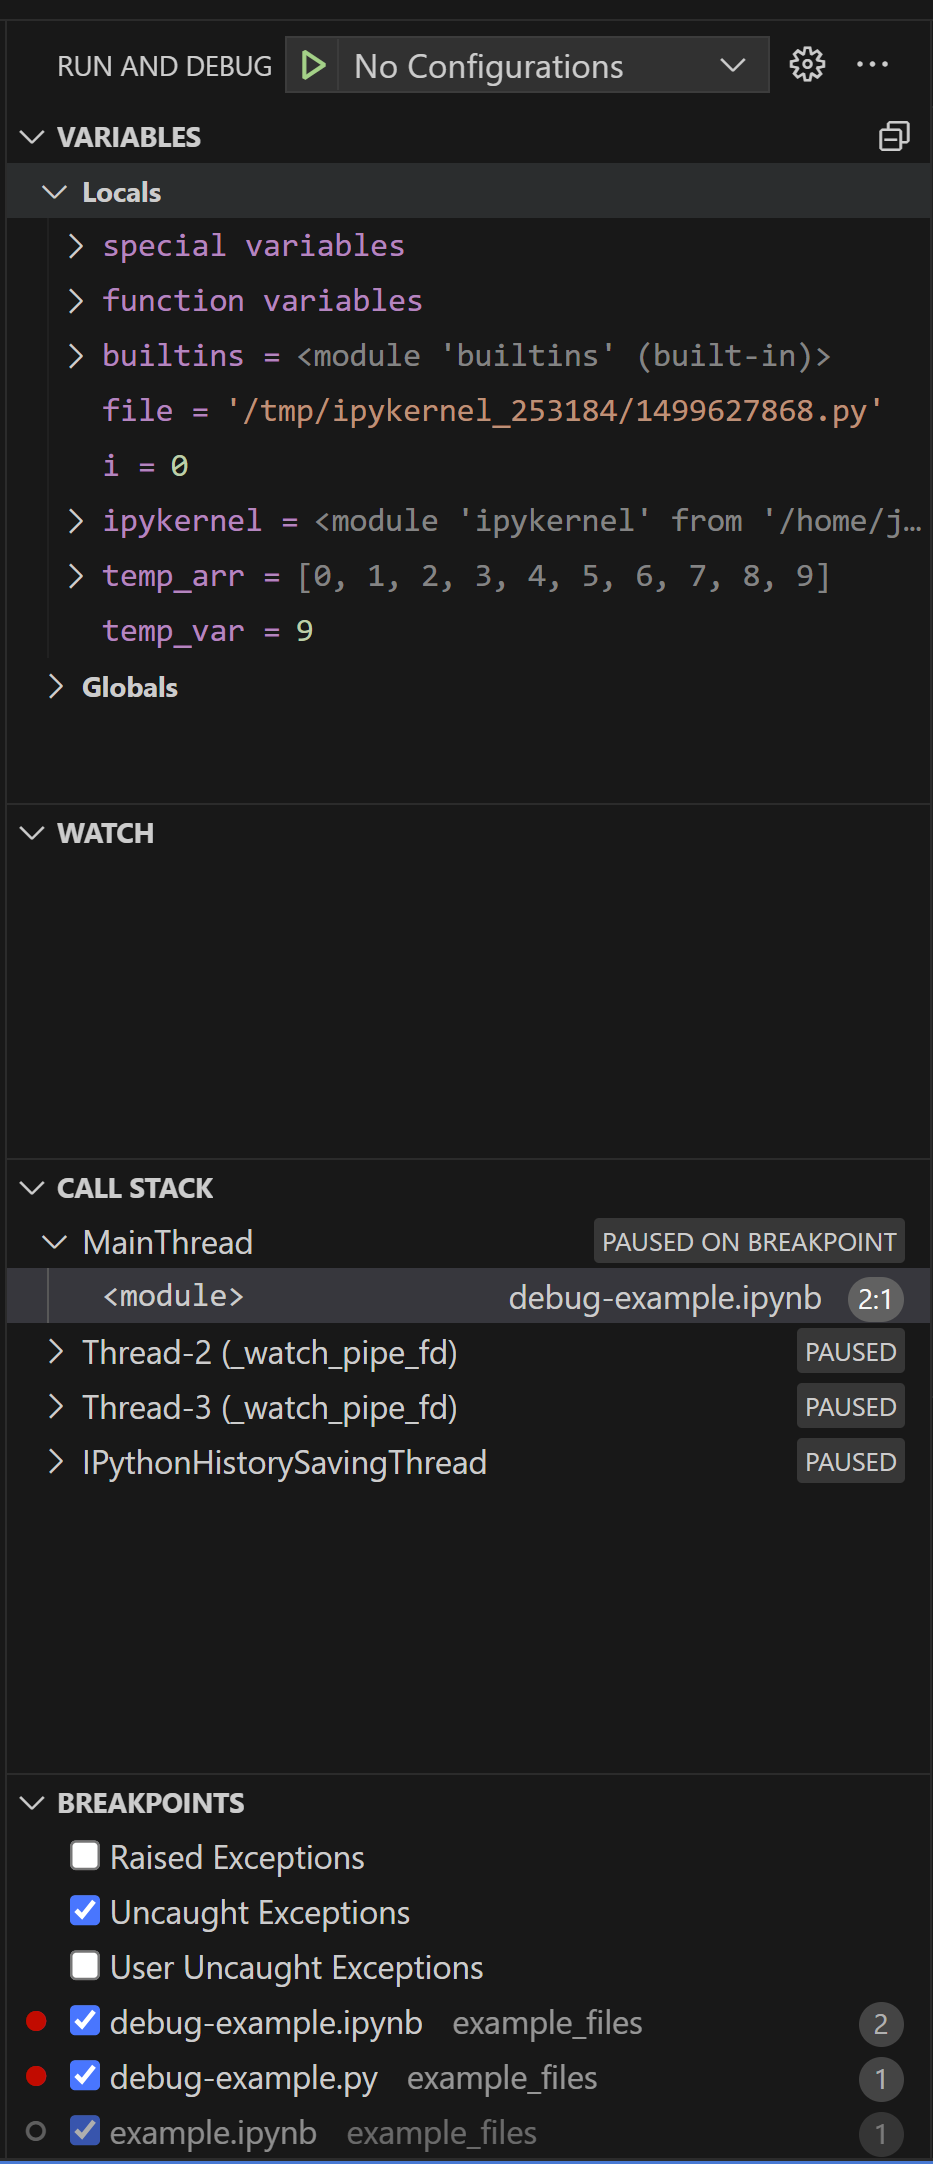 RUN AND DEBUG No Configurations ...
VARIABLES
Locals
special variables
function variables
builtins = <module 'builtins' (built-in)>
file = '/tmp/ipykernel_253184/1499627868.py'
i = 0
ipykernel = <module 'ipykernel' from '/home/j…
temp_arr = [0, 1, 2, 3, 4, 5, 6, 7, 8, 9]
temp_var = 9
Globals
WATCH
CALL STACK
MainThread PAUSED ON BREAKPOINT
<module> debug-example.ipynb 2:1
Thread-2 (_watch_pipe_fd) PAUSED
Thread-3 (_watch_pipe_fd) PAUSED
IPythonHistorySavingThread PAUSED
BREAKPOINTS
Raised Exceptions
Uncaught Exceptions
User Uncaught Exceptions
debug-example.ipynb example_files 2
debug-example.py example_files 1
example.ipynb example_files 1